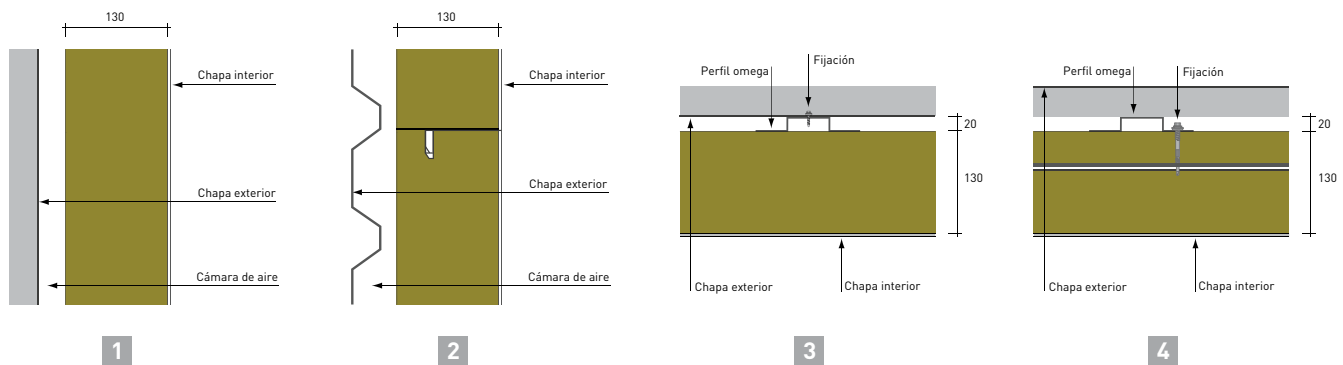 130
Chapa interior
Chapa exterior
Cámara de aire
1
130
Chapa interior
Chapa exterior
Cámara de aire
2
Fijación
Perfil omega
20
130
Chapa exterior
Chapa interior
3
Perfil omega
Fijación
20
130
Chapa exterior
Chapa interior
4